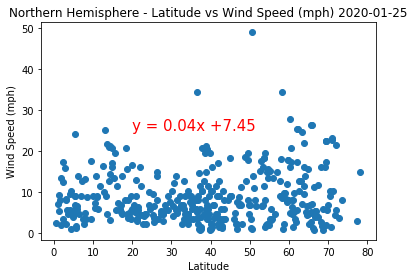 Northern Hemisphere - Latitude vs Wind Speed (mph) 2020-01-25
50
40
30
20
10
0
Wind Speed (mph)
y = 0.04x +7.45
0 10 20 30 40 50 60 70 80
Latitude